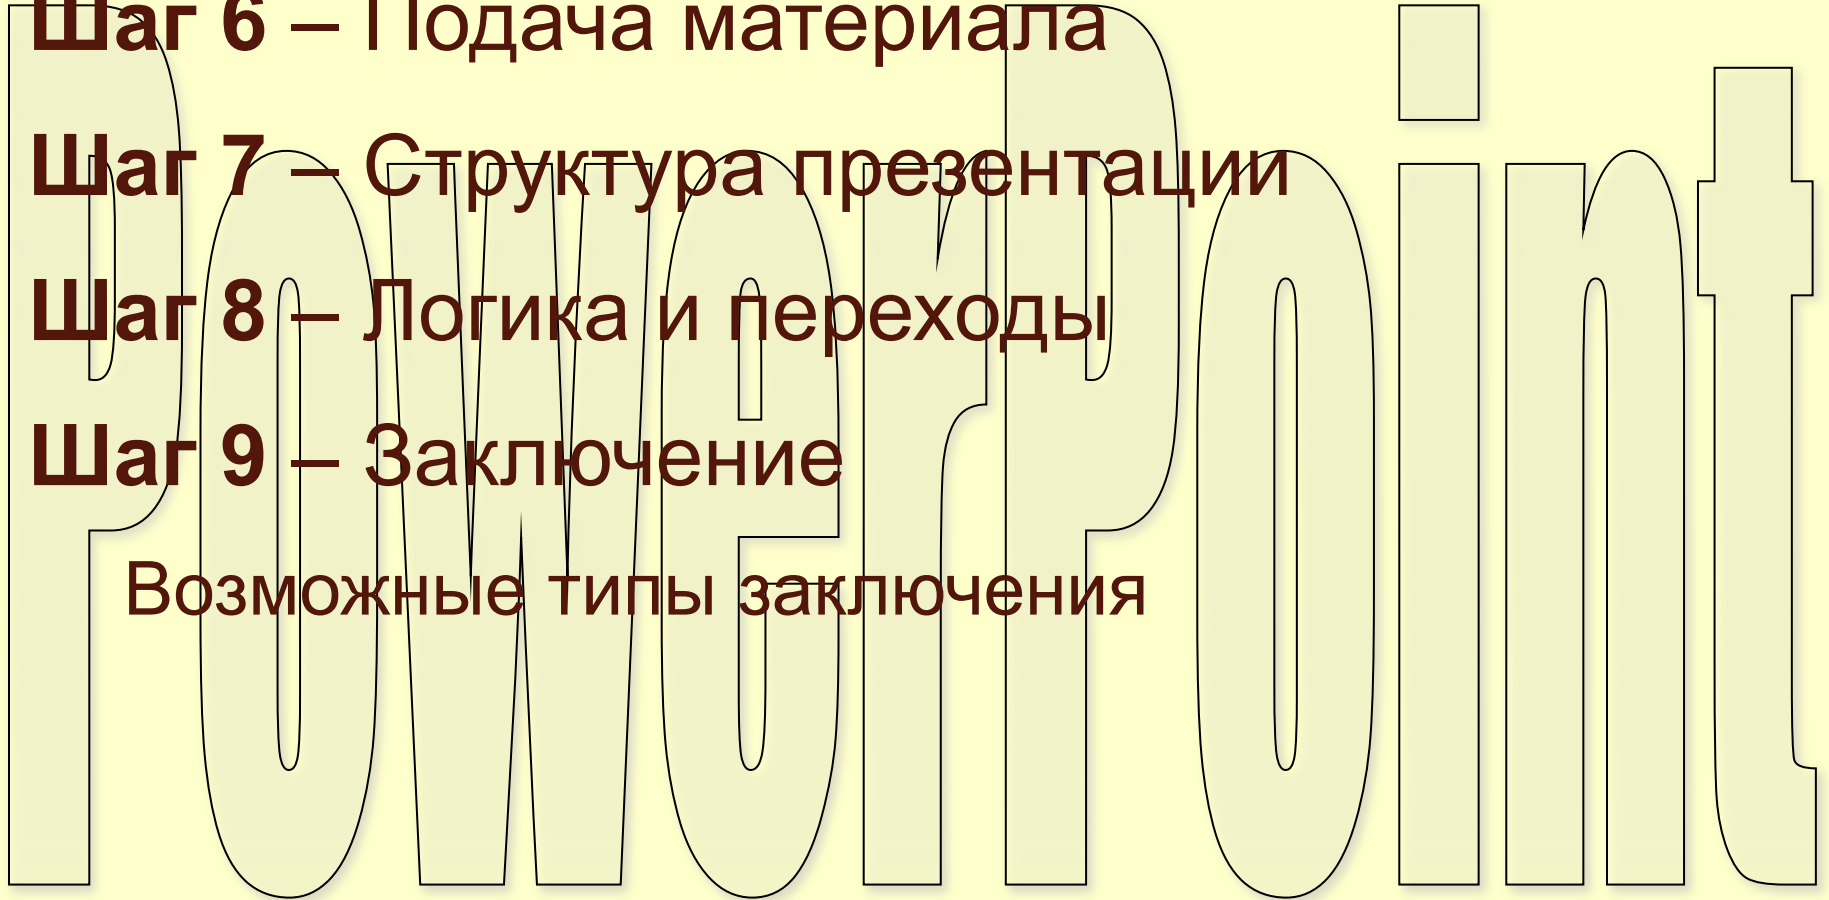 Шаг 6 – Подача материала
Шаг 7 – Структура презентации
Шаг 8 – Логика и переходы
Шаг 9 – Заключение
Возможные типы заключения
PowerPoint